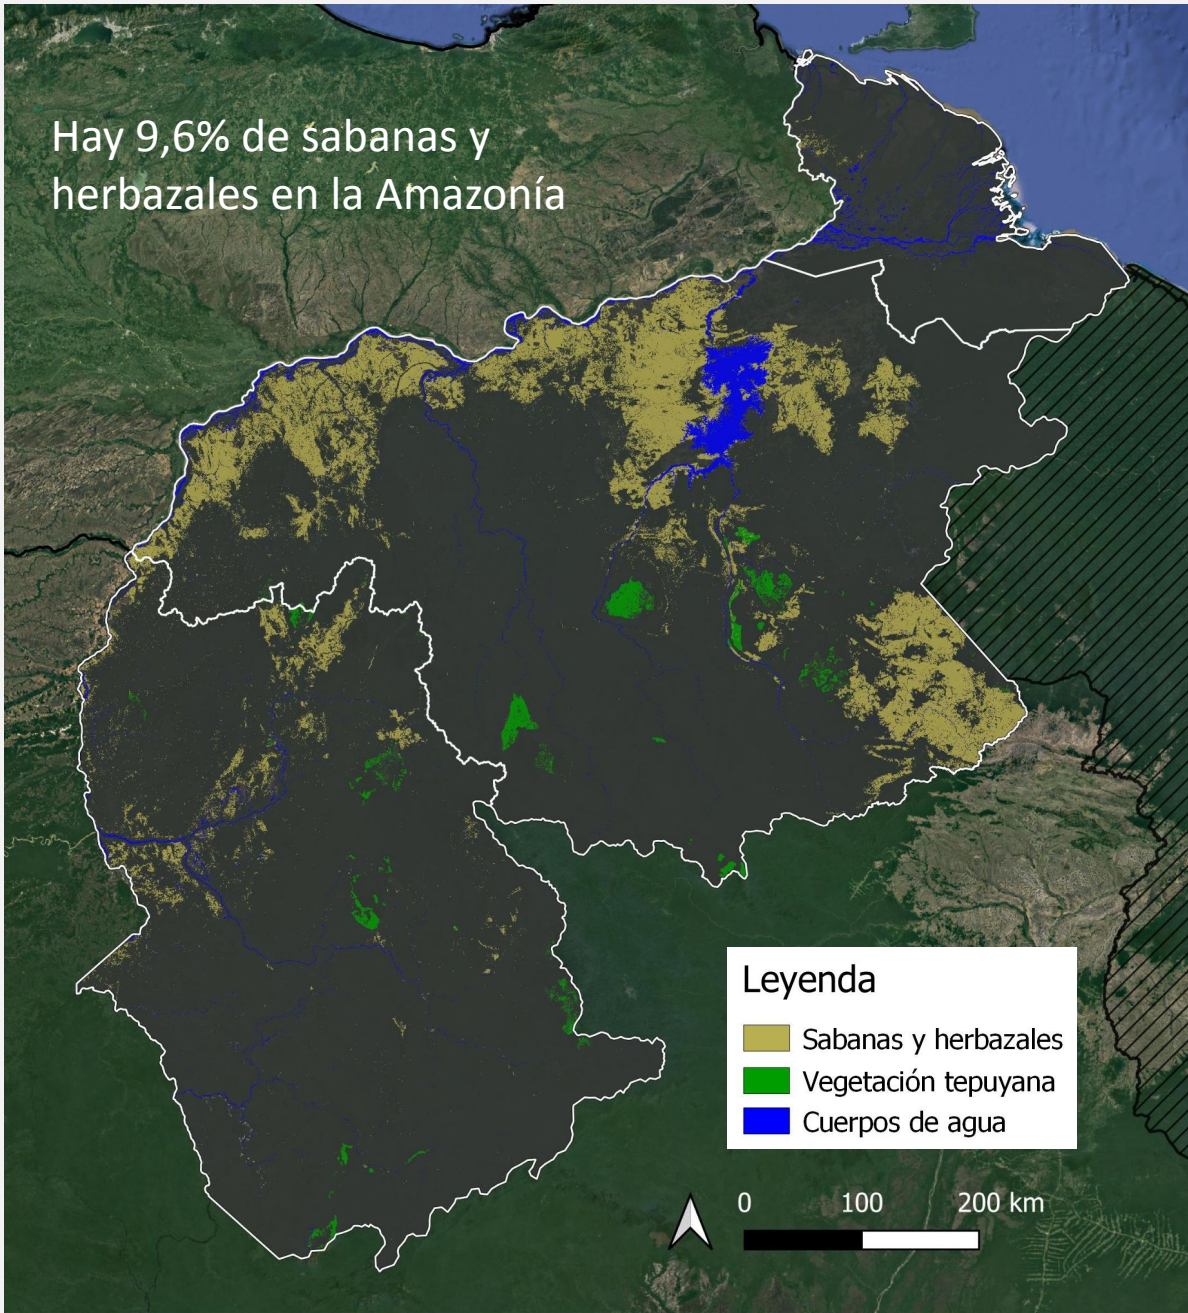 Hay 9,6% de sabanas y
herbazales en la Amazonía
Leyenda
Sabanas y herbazales
Vegetación tepuyana
Cuerpos de agua
0 100 200 km